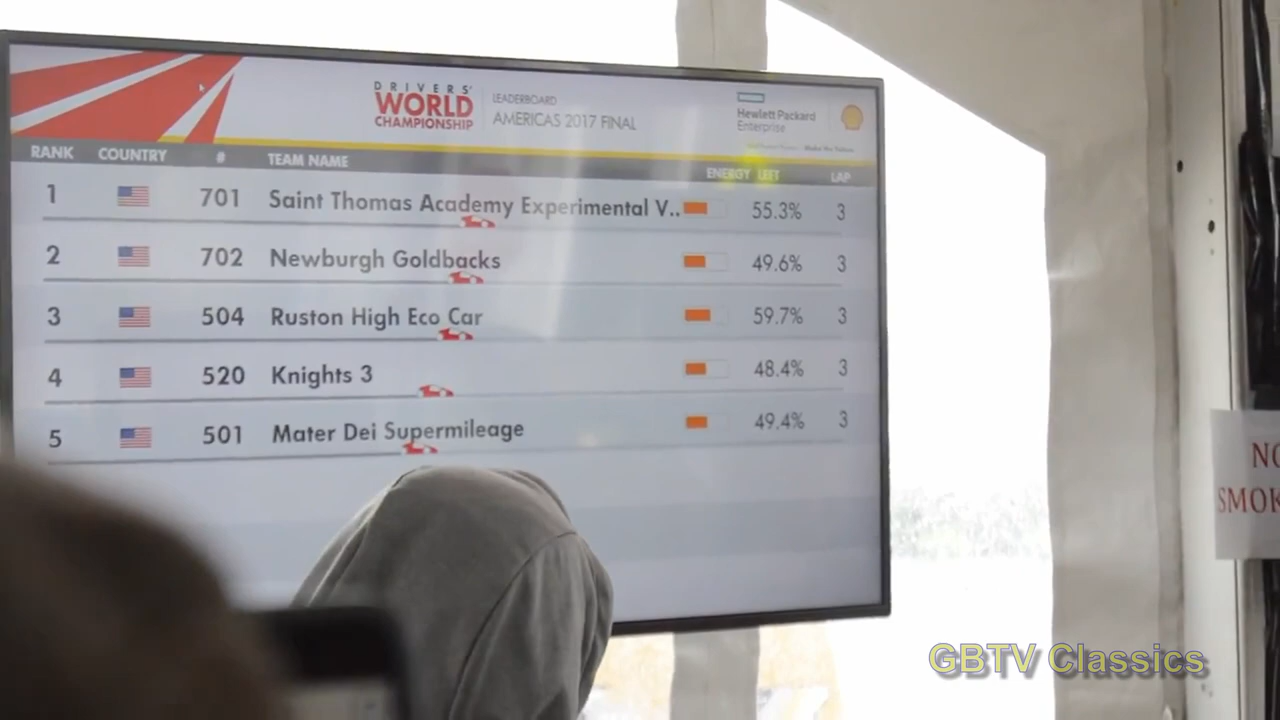 DRIVERS'
WORLD
CHAMPIONSHIP
LEADERBOARD
AMERICAS 2017 FINAL
Hewlett Packard
Enterprise
RANK COUNTRY # TEAM NAME ENERGY LEFT LAP
1 701 Saint Thomas Academy Experimental V.. 55.3% 3
2 702 Newburgh Goldbacks 49.6% 3
3 504 Ruston High Eco Car 59.7% 3
4 520 Knights 3 48.4% 3
5 501 Mater Dei Supermileage 49.4% 3
NO
SMOK
GBTV Classics